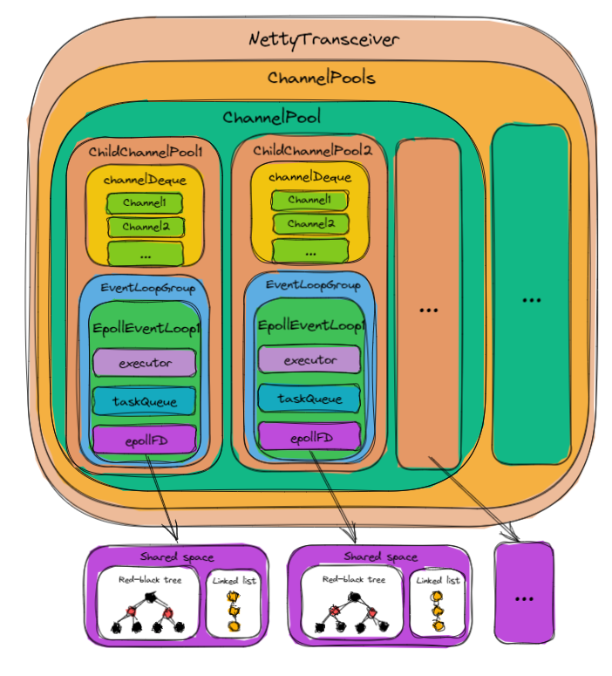 NettyTransceiver
ChannelPools
ChannelPool
ChildChannelPool1
channelDeque
Channel1
Channel2
...
EventLoopGroup
EpollEventLoop1
executor
taskQueue
epollFD
ChildChannelPool2
channelDeque
Channel1
Channel2
...
EventLoopGroup
EpollEventLoop1
executor
taskQueue
epollFD
...
...
Shared space
Red-black tree
Linked list
Shared space
Red-black tree
Linked list
...